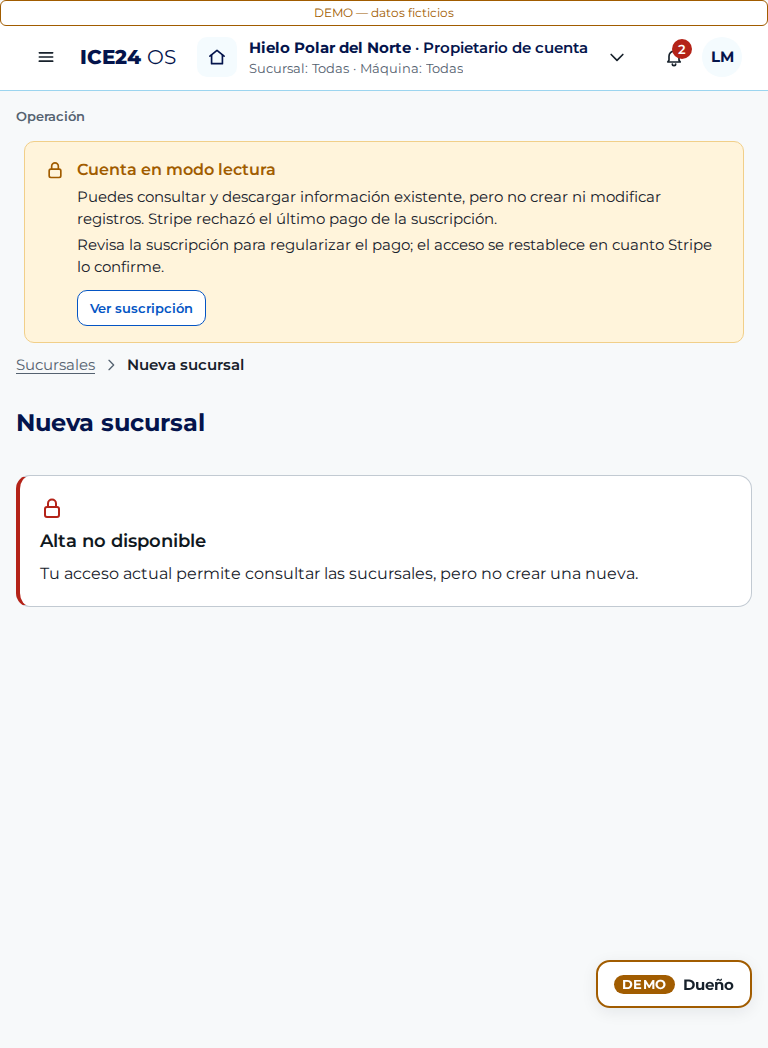 DEMO — datos ficticios
ICE24 OS
Hielo Polar del Norte · Propietario de cuenta
Sucursal: Todas · Máquina: Todas
2
LM
Operación
Cuenta en modo lectura
Puedes consultar y descargar información existente, pero no crear ni modificar
registros. Stripe rechazó el último pago de la suscripción.
Revisa la suscripción para regularizar el pago; el acceso se restablece en cuanto Stripe
lo confirme.
Ver suscripción
Sucursales > Nueva sucursal
Nueva sucursal
Alta no disponible
Tu acceso actual permite consultar las sucursales, pero no crear una nueva.
DEMO Dueño